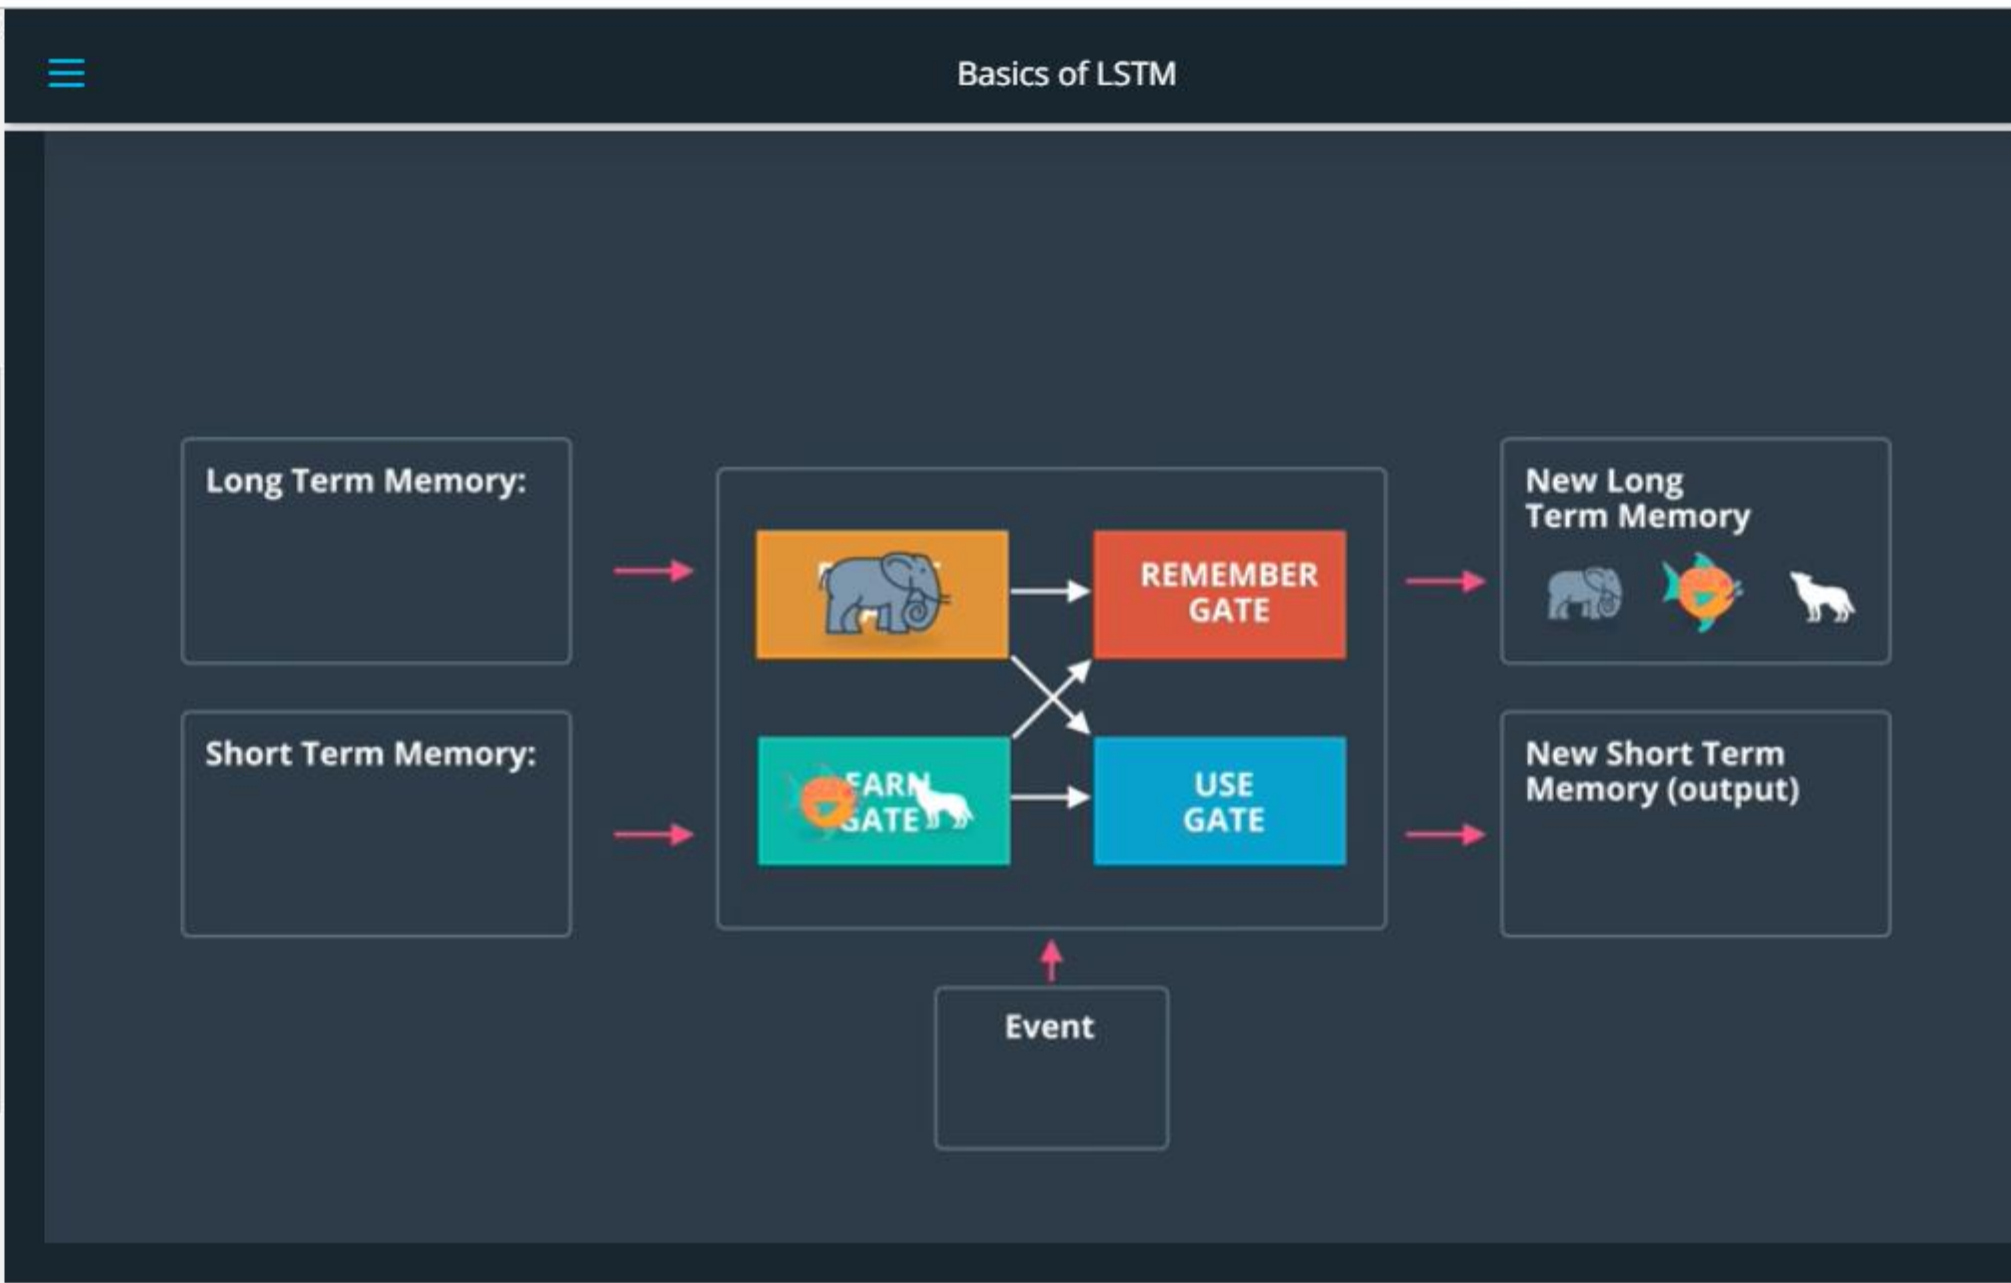 Basics of LSTM
Long Term Memory:
Short Term Memory:
REMEMBER
GATE
GATE
USE
GATE
New Long
Term Memory
New Short Term
Memory (output)
Event